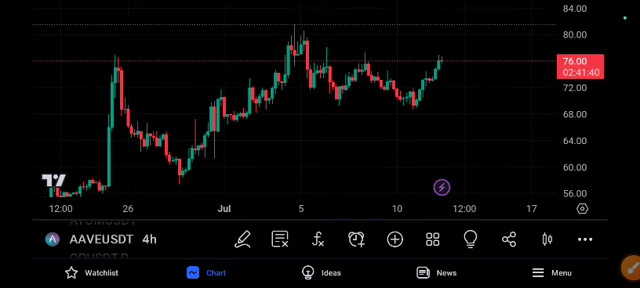 84.00
80.00
76.00
02:41:40
72.00
68.00
64.00
60.00
56.00
12:00 26 Jul 5 10 12:00 17
ATOMUSDT
AAVEUSDT 4h
Watchlist Chart Ideas News Menu